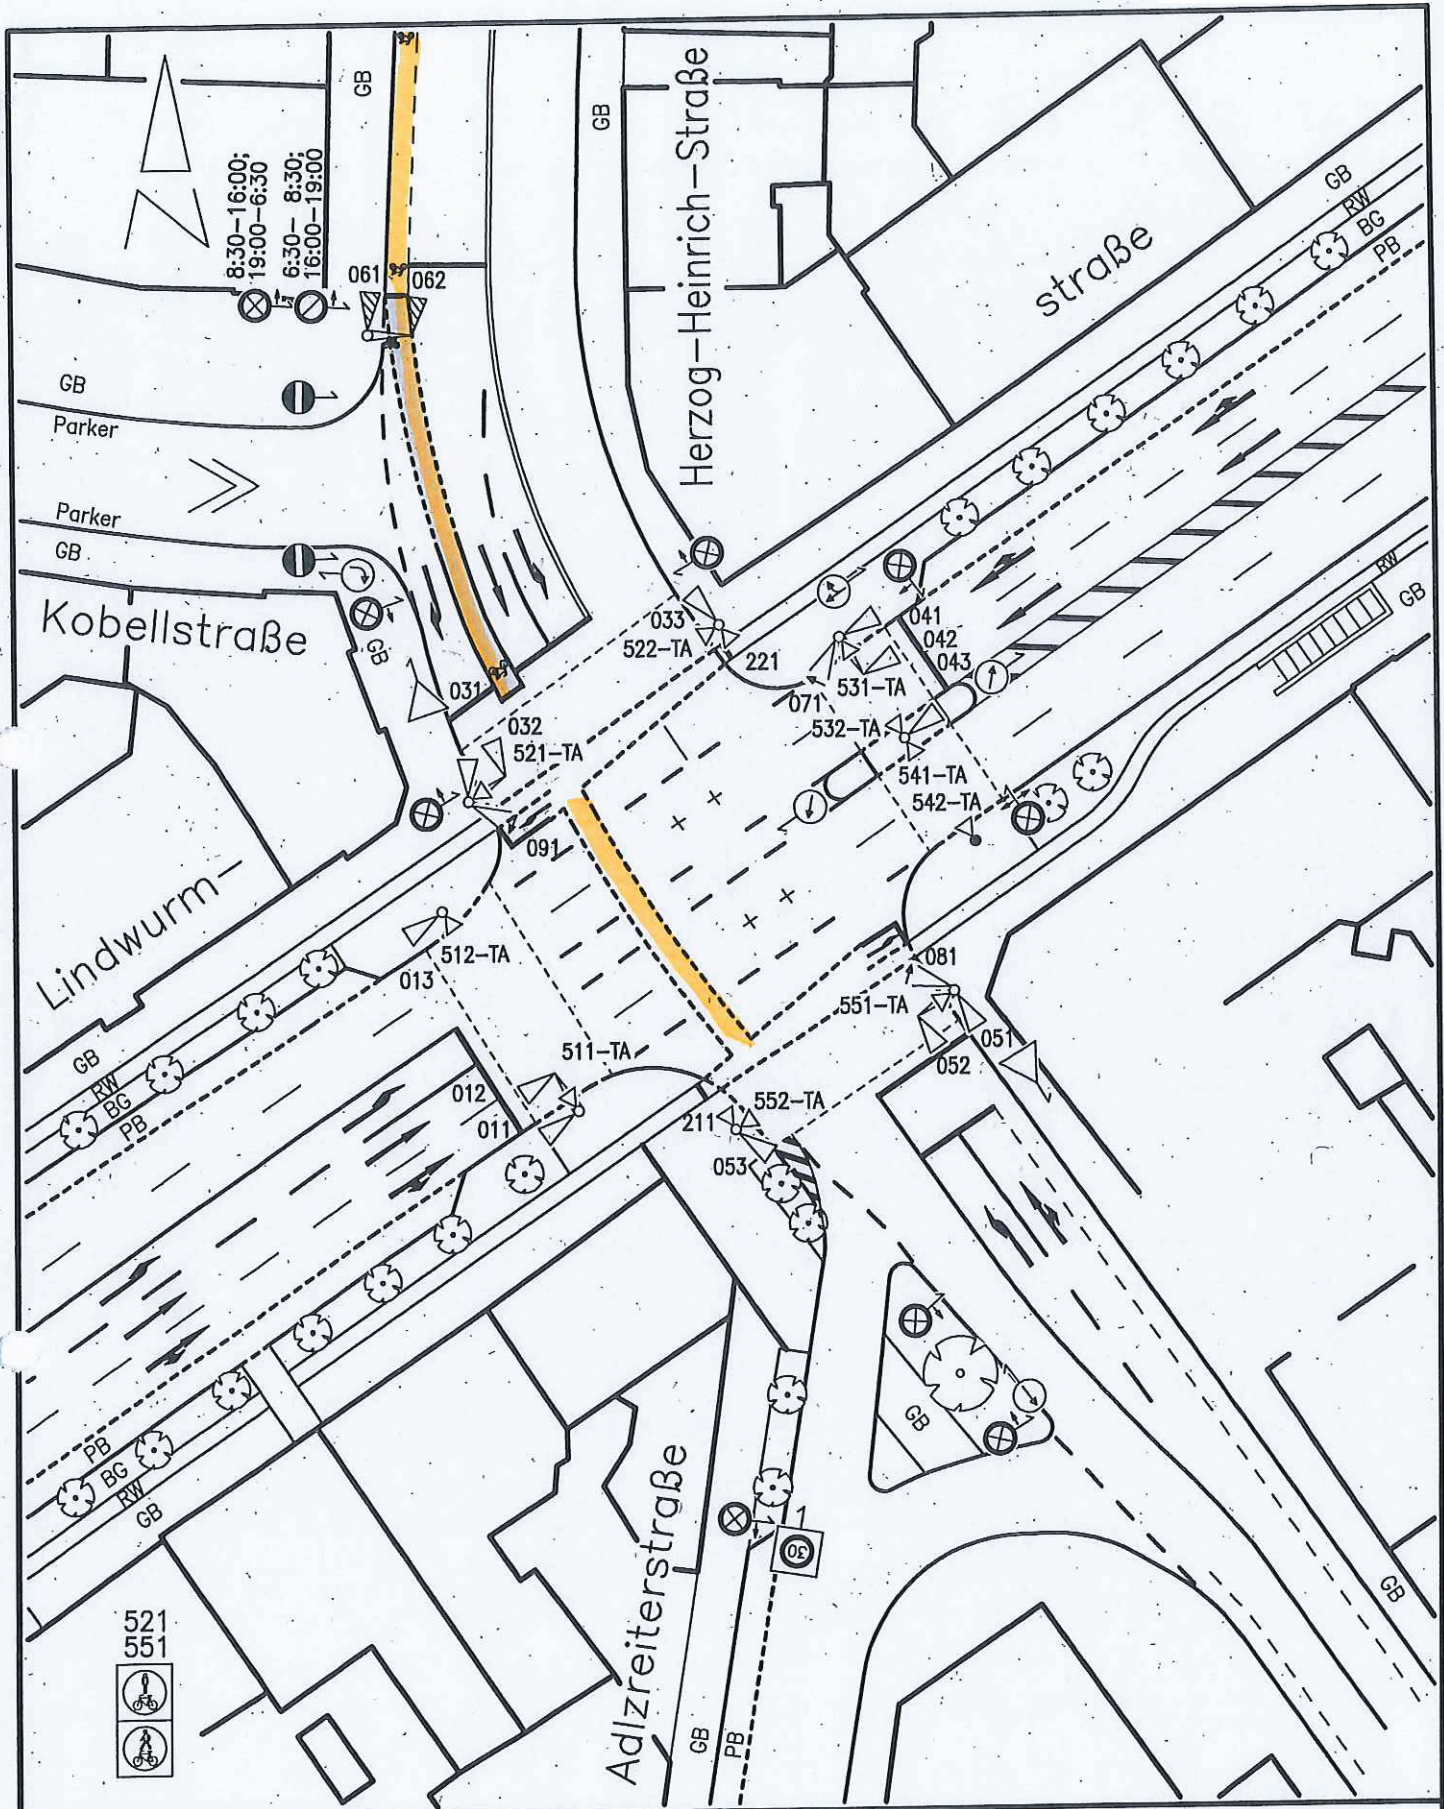 GB
GB
Herzog–Heinrich–Straße
8:30–16:00;
19:00–6:30
6:30– 8:30;
16:00–19:00
061
062
GB
RW
BG
PB
straße
GB
Parker
Parker
GB
Kobellstraße
GB
033
522–TA
221
041
042
043
RW
GB
031
032
521–TA
071
531–TA
532–TA
541–TA
542–TA
091
Lindwurm–
512–TA
013
081
551–TA
051
052
511–TA
012
011
552–TA
211
053
GB
RW
BG
PB
GB
PB
BG
RW
GB
Adlzreiterstraße
30
GB
521
551
GB
PB